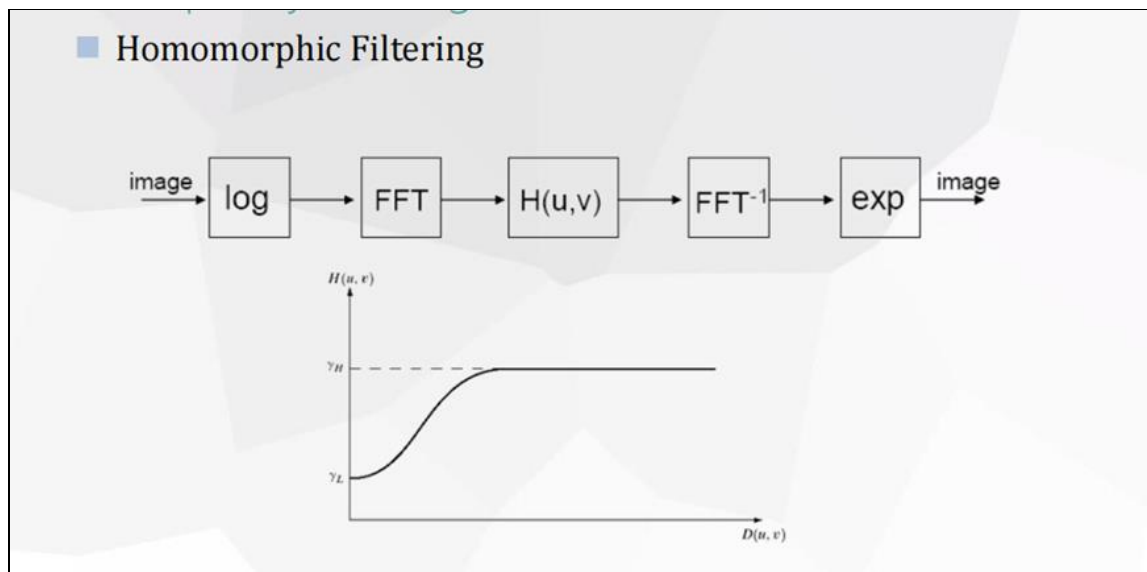 Homomorphic Filtering
image log FFT H(u,v) FFT⁻¹ exp image
H(u, v)
γH
γL
D(u, v)